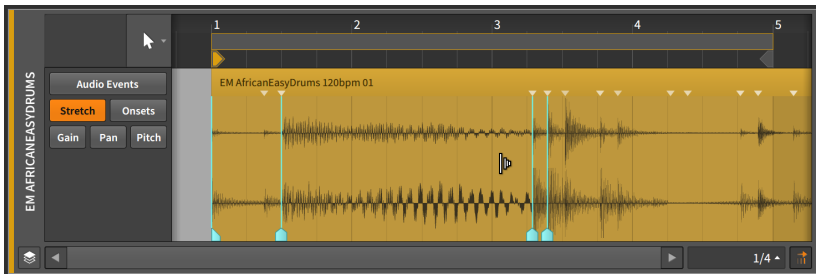 1 2 3 4 5
EM AFRICANEASYDRUMS
Audio Events
Stretch Onsets
Gain Pan Pitch
EM AfricanEasyDrums 120bpm 01
1/4